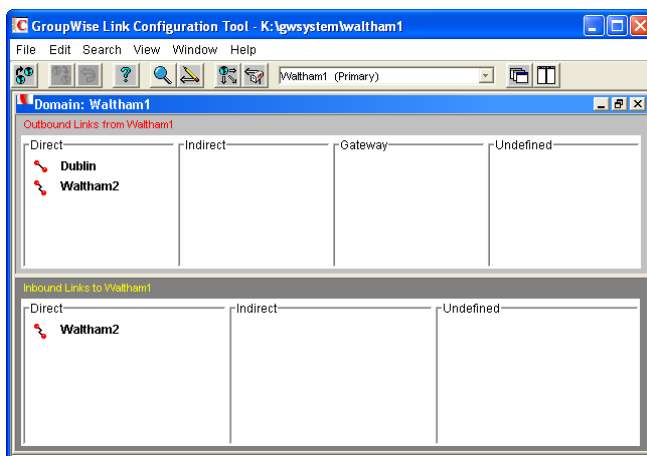 GroupWise Link Configuration Tool - K:\gwsystem\waltham1
File Edit Search View Window Help
Waltham1 (Primary)
Domain: Waltham1
Outbound Links from Waltham1
Direct Indirect Gateway Undefined
Dublin
Waltham2
Inbound Links to Waltham1
Direct Indirect Undefined
Waltham2